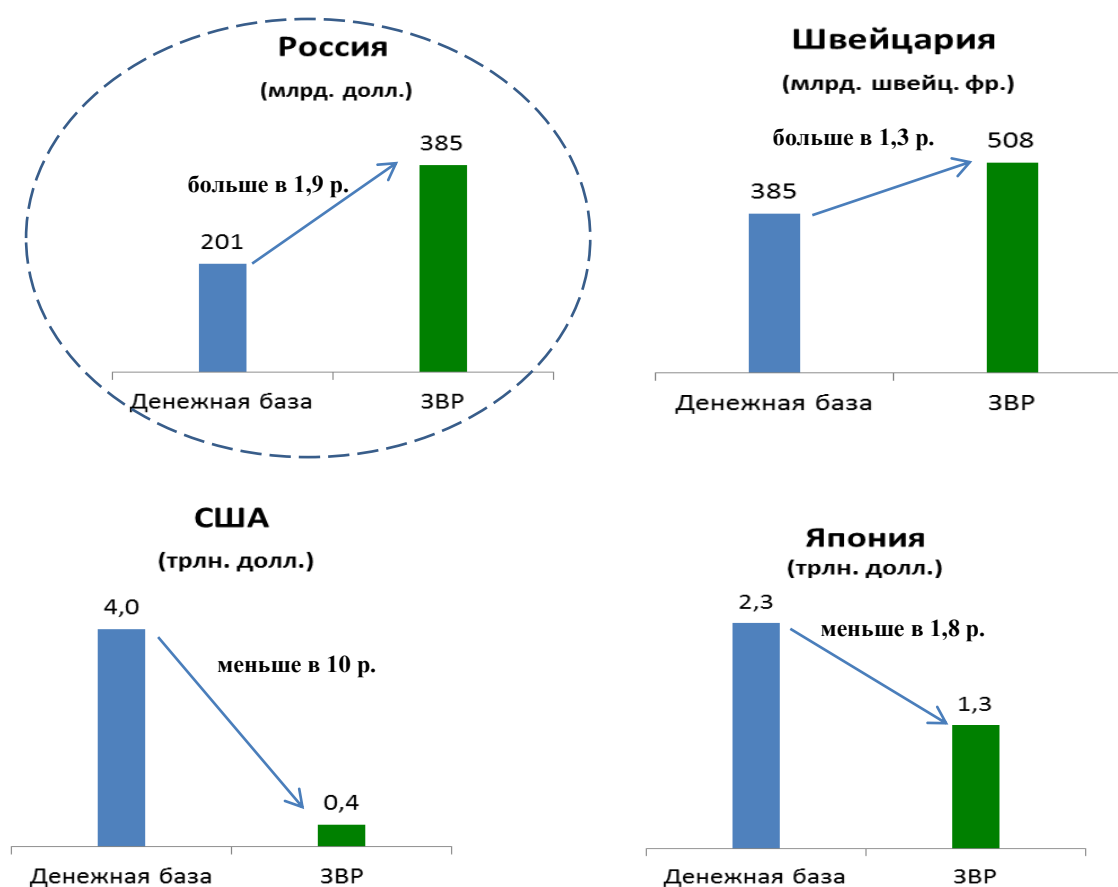 Россия
(млрд. долл.)
385
больше в 1,9 р.
201
Денежная база
ЗВР
Швейцария
(млрд. швейц. фр.)
больше в 1,3 р.
508
385
Денежная база
ЗВР
США
(трлн. долл.)
4,0
меньше в 10 р.
0,4
Денежная база
ЗВР
Япония
(трлн. долл.)
2,3
меньше в 1,8 р.
1,3
Денежная база
ЗВР